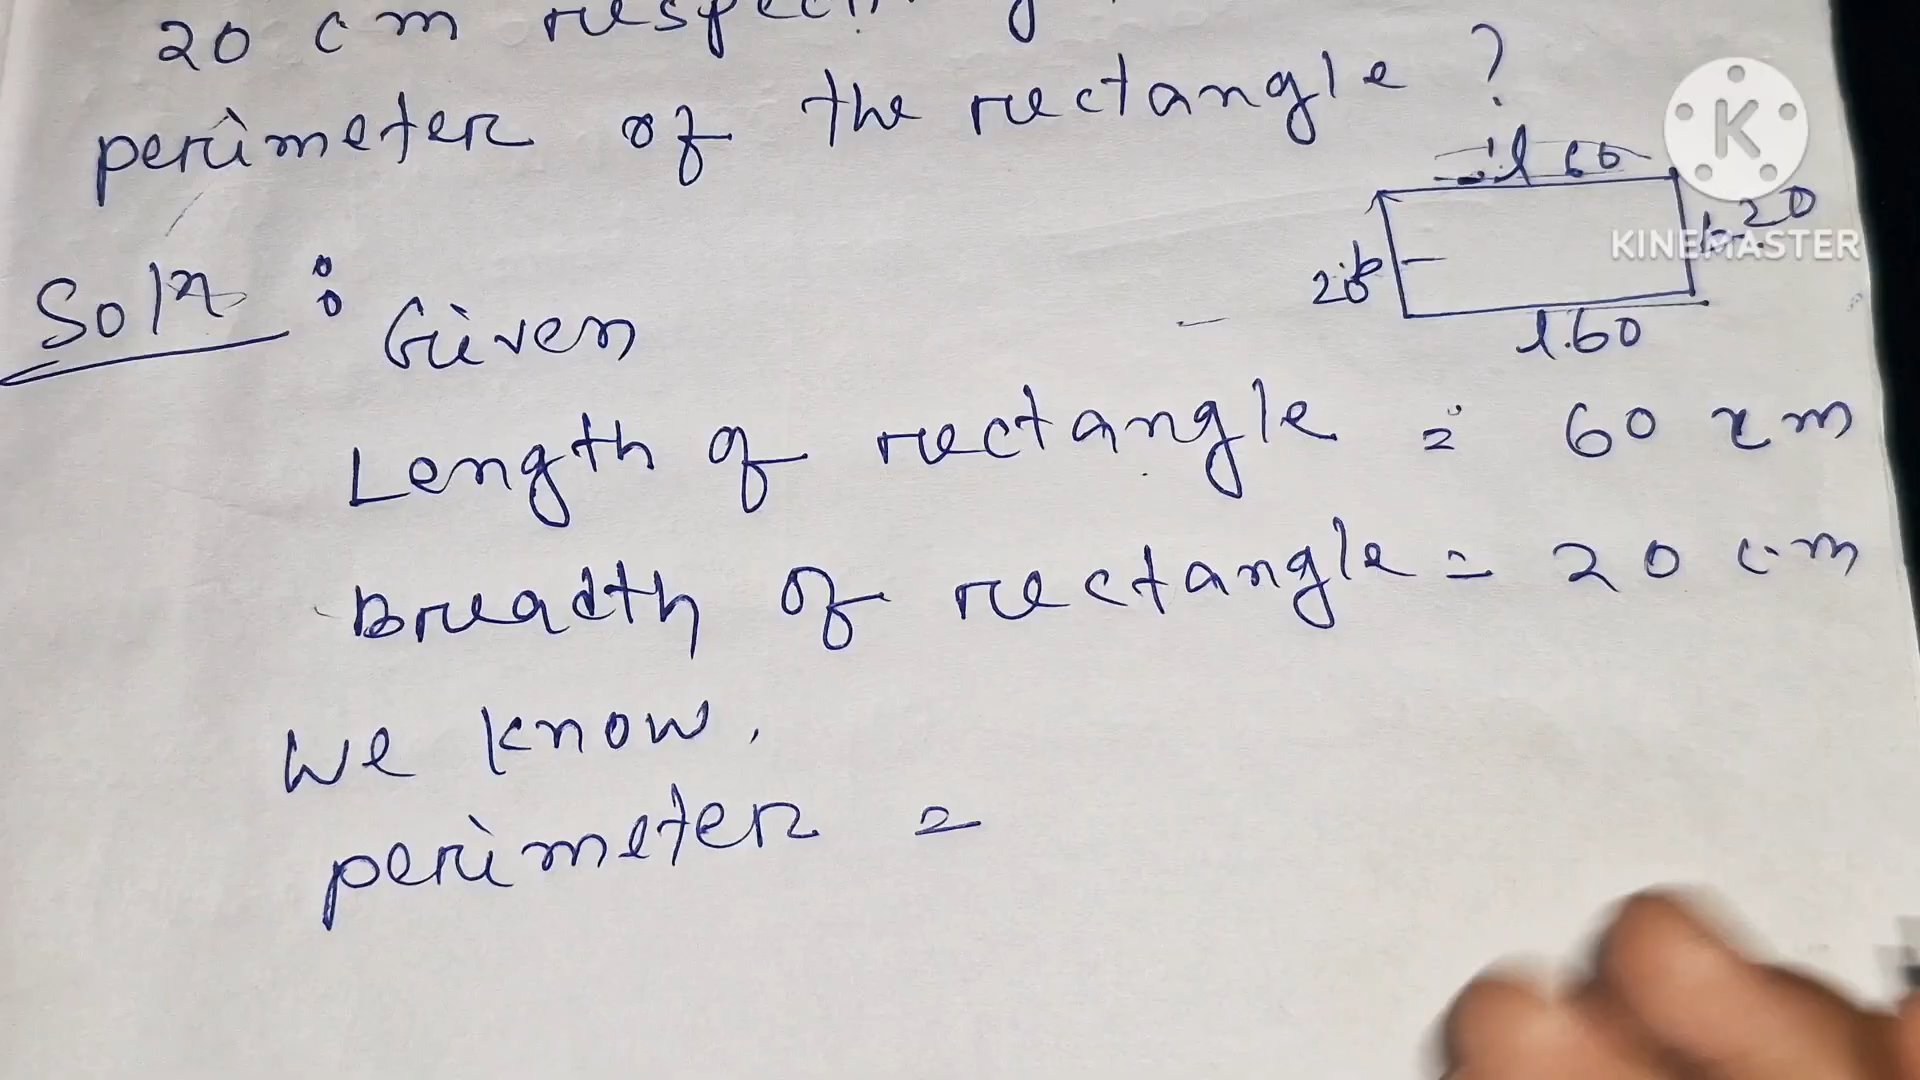 20 cm
perimeter of the rectangle ?
l 60
b-20
20 b
l.60
K
KINEMASTER
Soln :
Given
Length of rectangle = 60 cm
Breadth of rectangle = 20 cm
We know,
perimeter =